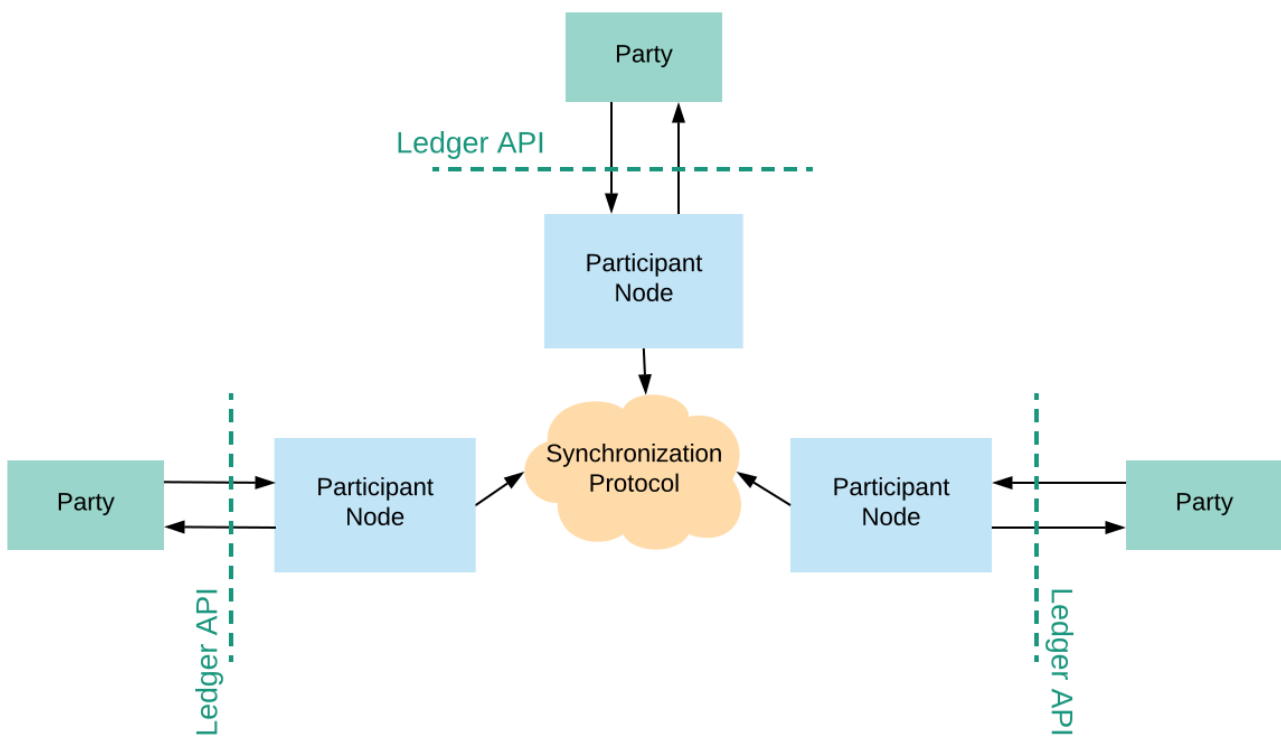 Party
Ledger API
Participant
Node
Synchronization
Protocol
Party
Participant
Node
Ledger API
Participant
Node
Party
Ledger API